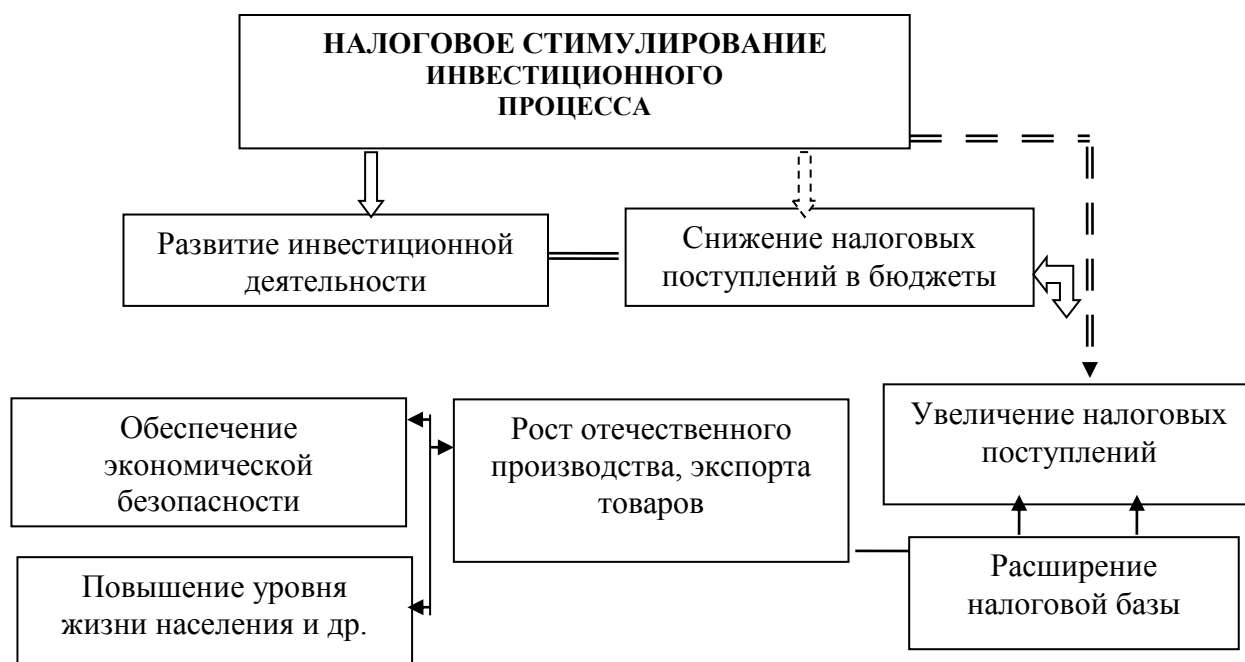 НАЛОГОВОЕ СТИМУЛИРОВАНИЕ
ИНВЕСТИЦИОННОГО
ПРОЦЕССА
Развитие инвестиционной
деятельности
Снижение налоговых
поступлений в бюджеты
Обеспечение
экономической
безопасности
Рост отечественного
производства, экспорта
товаров
Увеличение налоговых
поступлений
Повышение уровня
жизни населения и др.
Расширение
налоговой базы